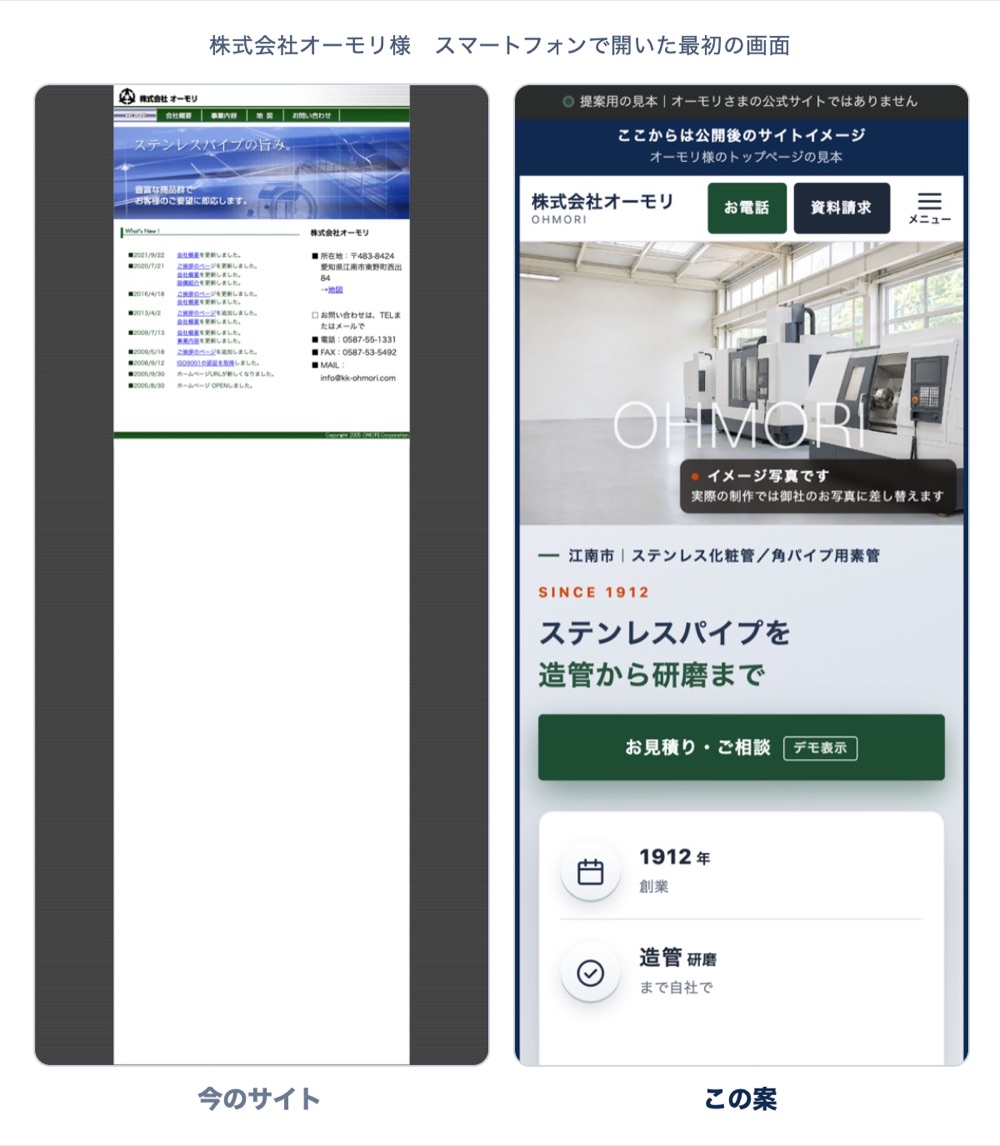 株式会社オーモリ様　スマートフォンで開いた最初の画面
株式会社 オーモリ
HOME 会社概要 事業内容 地 図 お問い合わせ
ステンレスパイプの旨み。
豊富な商品群で
お客様のご要望に即応します。
What's New !
■2021/9/22 会社概要を更新しました。
■2020/7/21 ご挨拶のページを更新しました。
会社概要を更新しました。
設備紹介を更新しました。
■2016/4/18 ご挨拶のページを更新しました。
会社概要を更新しました。
■2013/4/2 ご挨拶のページを追加しました。
会社概要を更新しました。
■2009/7/13 会社概要を更新しました。
事業内容を更新しました。
■2009/5/18 ご挨拶のページを追加しました。
■2008/9/12 ISO9001の認証を取得しました。
■2005/9/30 ホームページURLが新しくなりました。
■2005/8/30 ホームページ OPENしました。
株式会社オーモリ
■ 所在地：〒483-8424
愛知県江南市東野町西出
84
→地図
□ お問い合わせは、TELま
たはメールで
■ 電話：0587-55-1331
■ FAX：0587-53-5492
■ MAIL：
info@kk-ohmori.com
Copyright 2005 OMORI Corporation
今のサイト
提案用の見本｜オーモリさまの公式サイトではありません
ここからは公開後のサイトイメージ
オーモリ様のトップページの見本
株式会社オーモリ
OHMORI
お電話
資料請求
メニュー
OHMORI
イメージ写真です
実際の制作では御社のお写真に差し替えます
江南市｜ステンレス化粧管／角パイプ用素管
SINCE 1912
ステンレスパイプを
造管から研磨まで
お見積り・ご相談 デモ表示
1912 年
創業
造管 研磨
まで自社で
この案